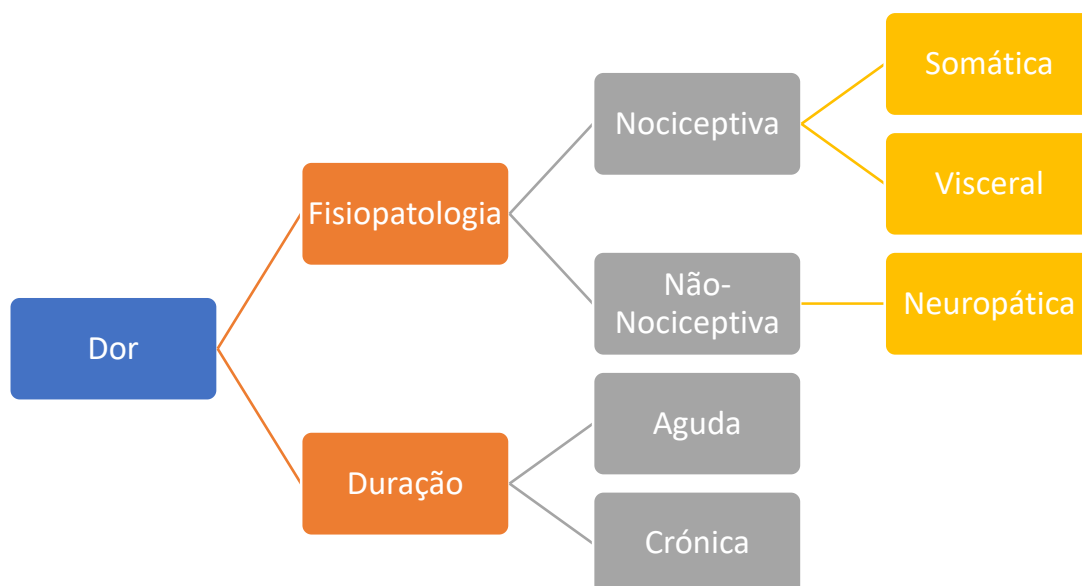 Dor
Fisiopatologia
Nociceptiva
Somática
Visceral
Não-
Nociceptiva
Neuropática
Duração
Aguda
Crónica